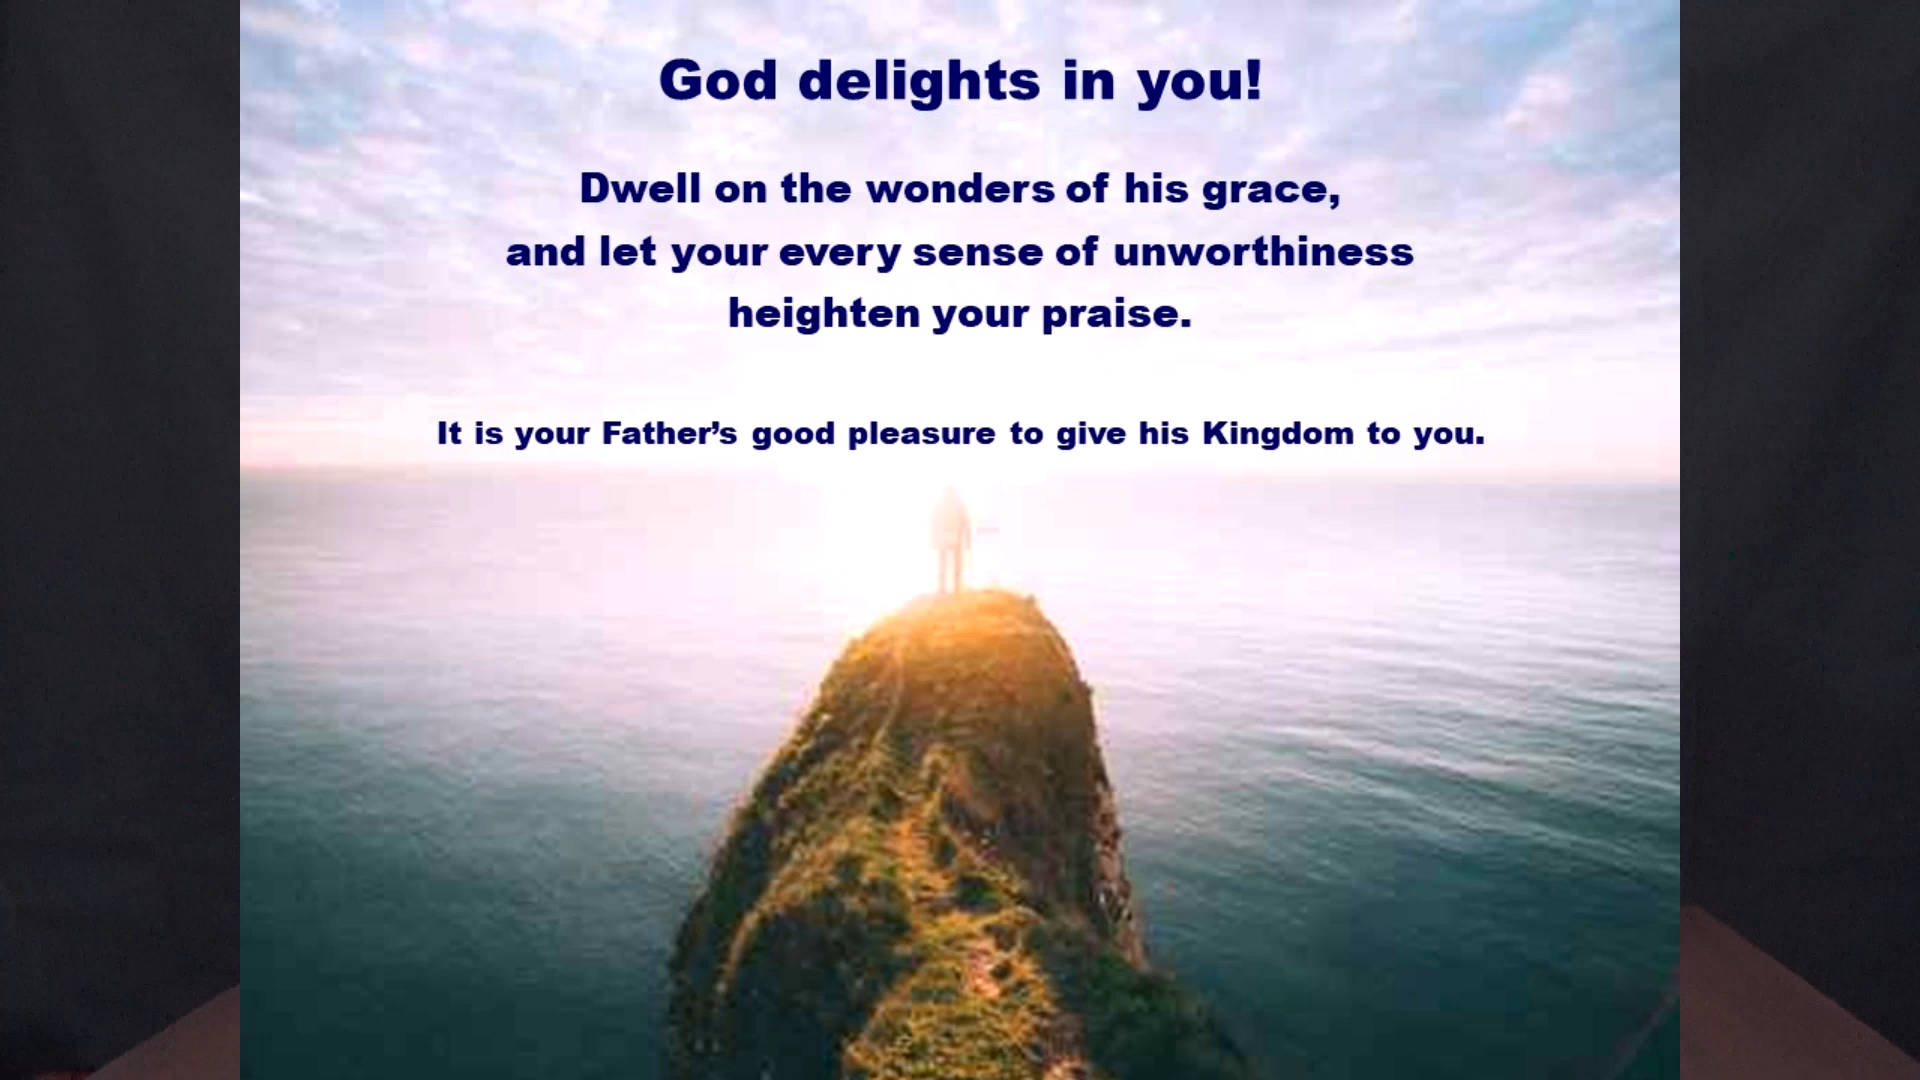 God delights in you!
Dwell on the wonders of his grace,
and let your every sense of unworthiness
heighten your praise.
It is your Father’s good pleasure to give his Kingdom to you.